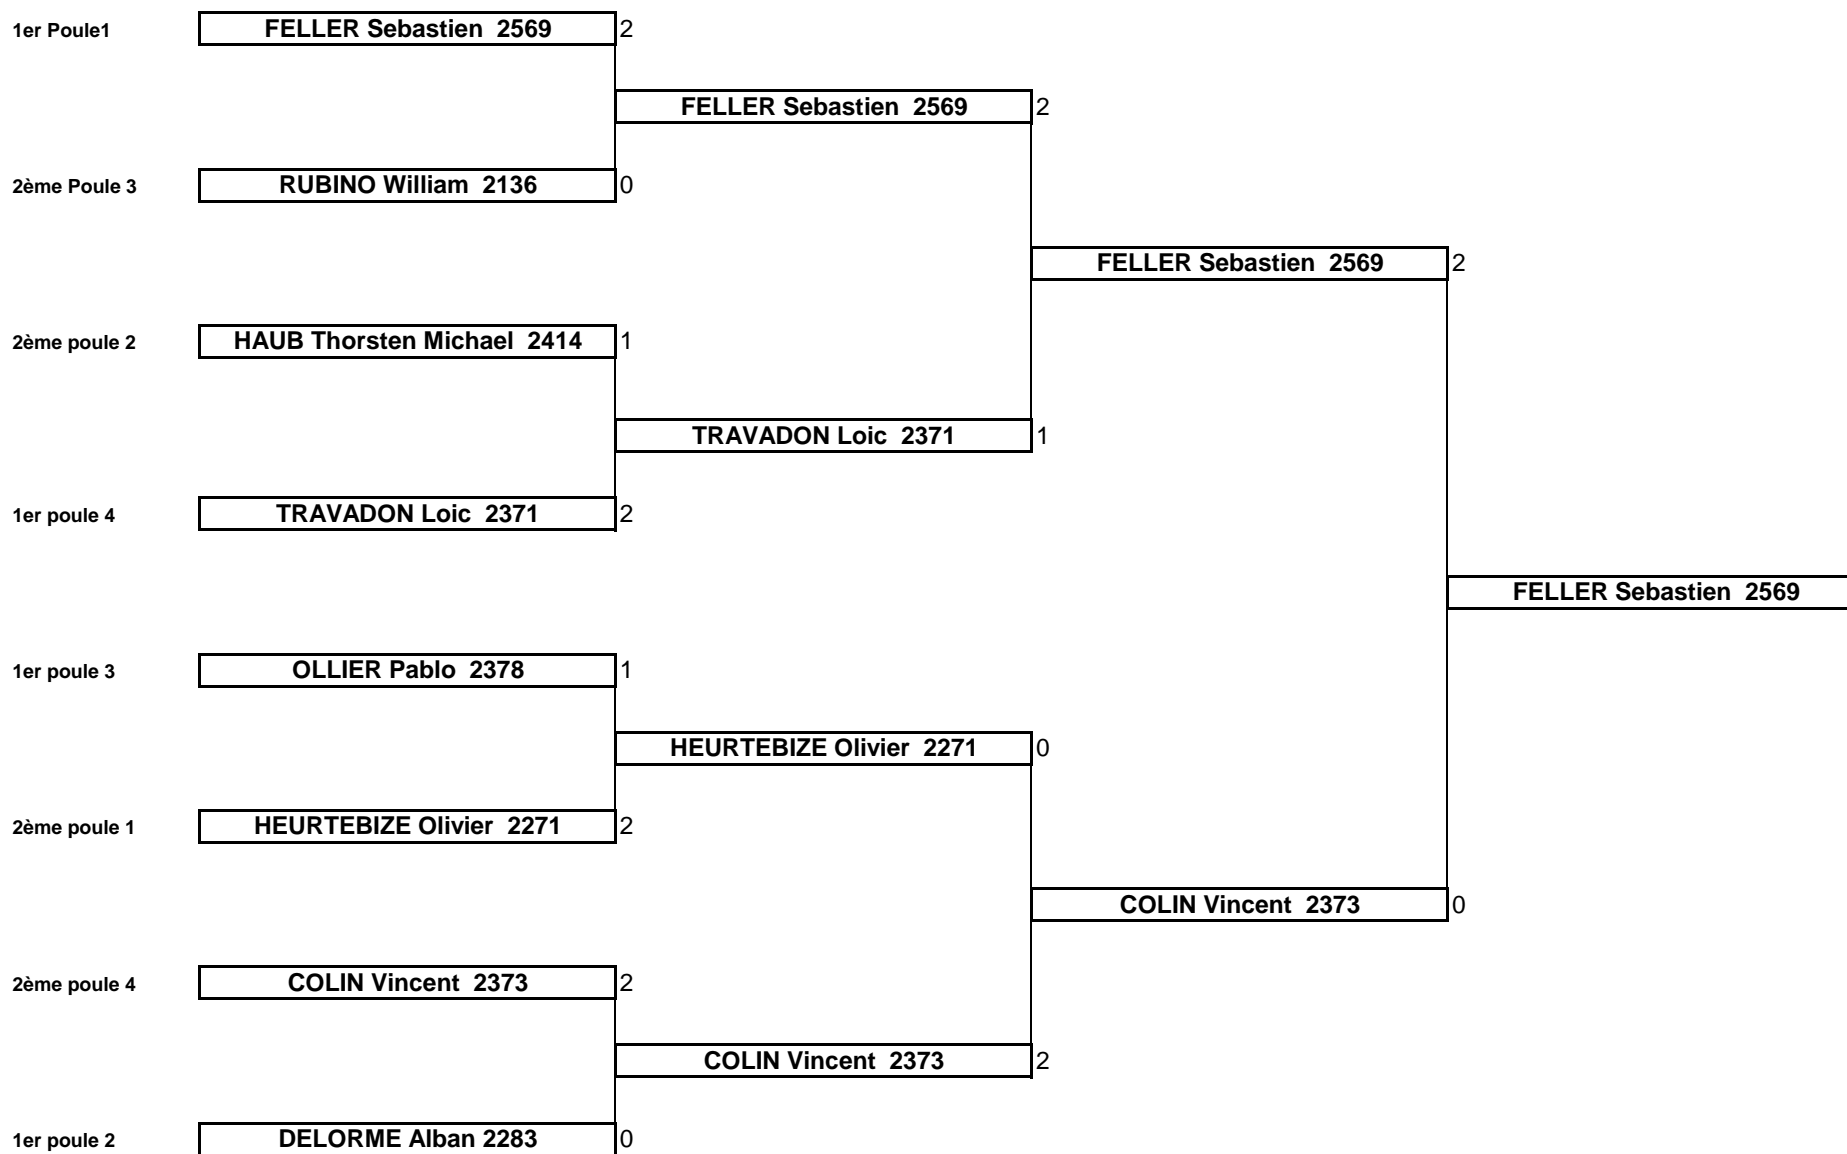 1er Poule1 FELLER Sebastien 2569 2
FELLER Sebastien 2569 2
2ème Poule 3 RUBINO William 2136 0
FELLER Sebastien 2569 2
2ème poule 2 HAUB Thorsten Michael 2414 1
TRAVADON Loic 2371 1
1er poule 4 TRAVADON Loic 2371 2
FELLER Sebastien 2569
1er poule 3 OLLIER Pablo 2378 1
HEURTEBIZE Olivier 2271 0
2ème poule 1 HEURTEBIZE Olivier 2271 2
COLIN Vincent 2373 0
2ème poule 4 COLIN Vincent 2373 2
COLIN Vincent 2373 2
1er poule 2 DELORME Alban 2283 0